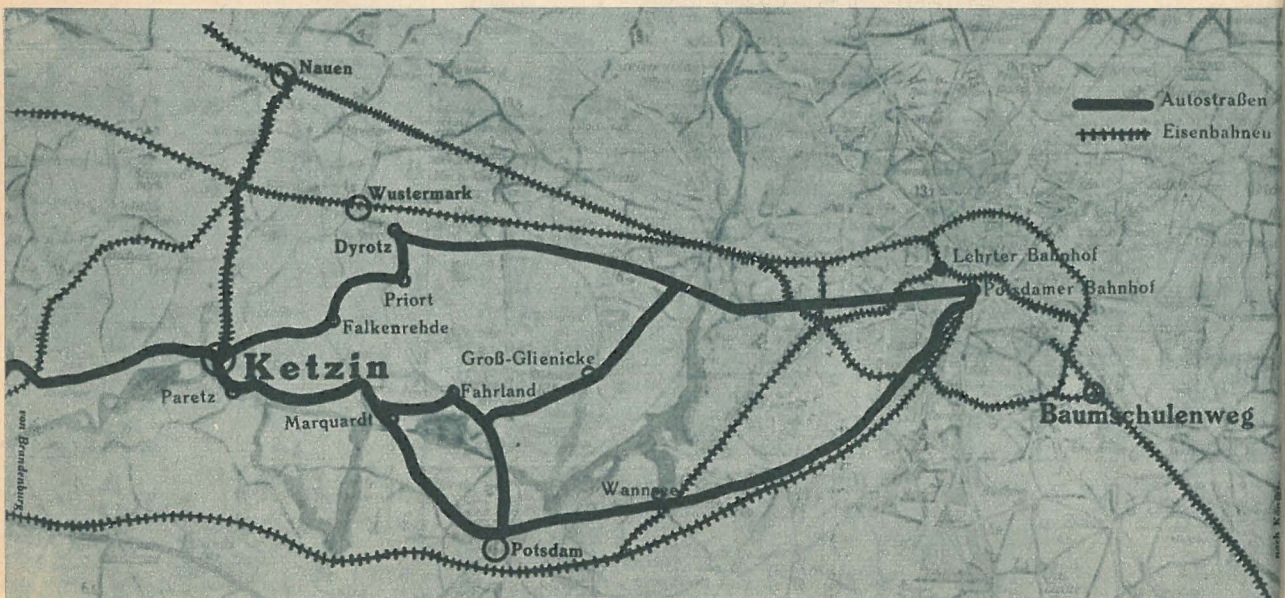 Nauen
Autostraßen
Eisenbahnen
Wustermark
Dyrotz
Lehrter Bahnhof
Priort
Potsdamer Bahnhof
Falkenrehde
Groß-Glienicke
Ketzin
Paretz
Fahrland
Marquardt
Baumschulenweg
von Brandenburg
Wannsee
Potsdam